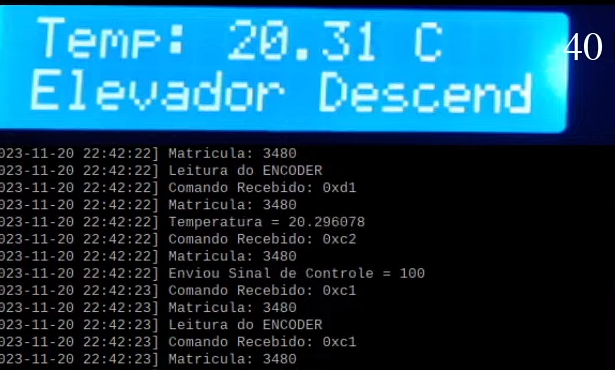 Temp: 20.31 C
40
Elevador Descend
023-11-20 22:42:22] Matricula: 3480
023-11-20 22:42:22] Leitura do ENCODER
023-11-20 22:42:22] Comando Recebido: 0xd1
023-11-20 22:42:22] Matricula: 3480
023-11-20 22:42:22] Temperatura = 20.296078
023-11-20 22:42:22] Comando Recebido: 0xc2
023-11-20 22:42:22] Matricula: 3480
023-11-20 22:42:22] Enviou Sinal de Controle = 100
023-11-20 22:42:23] Comando Recebido: 0xc1
023-11-20 22:42:23] Matricula: 3480
023-11-20 22:42:23] Leitura do ENCODER
023-11-20 22:42:23] Comando Recebido: 0xc1
023-11-20 22:42:23] Matricula: 3480